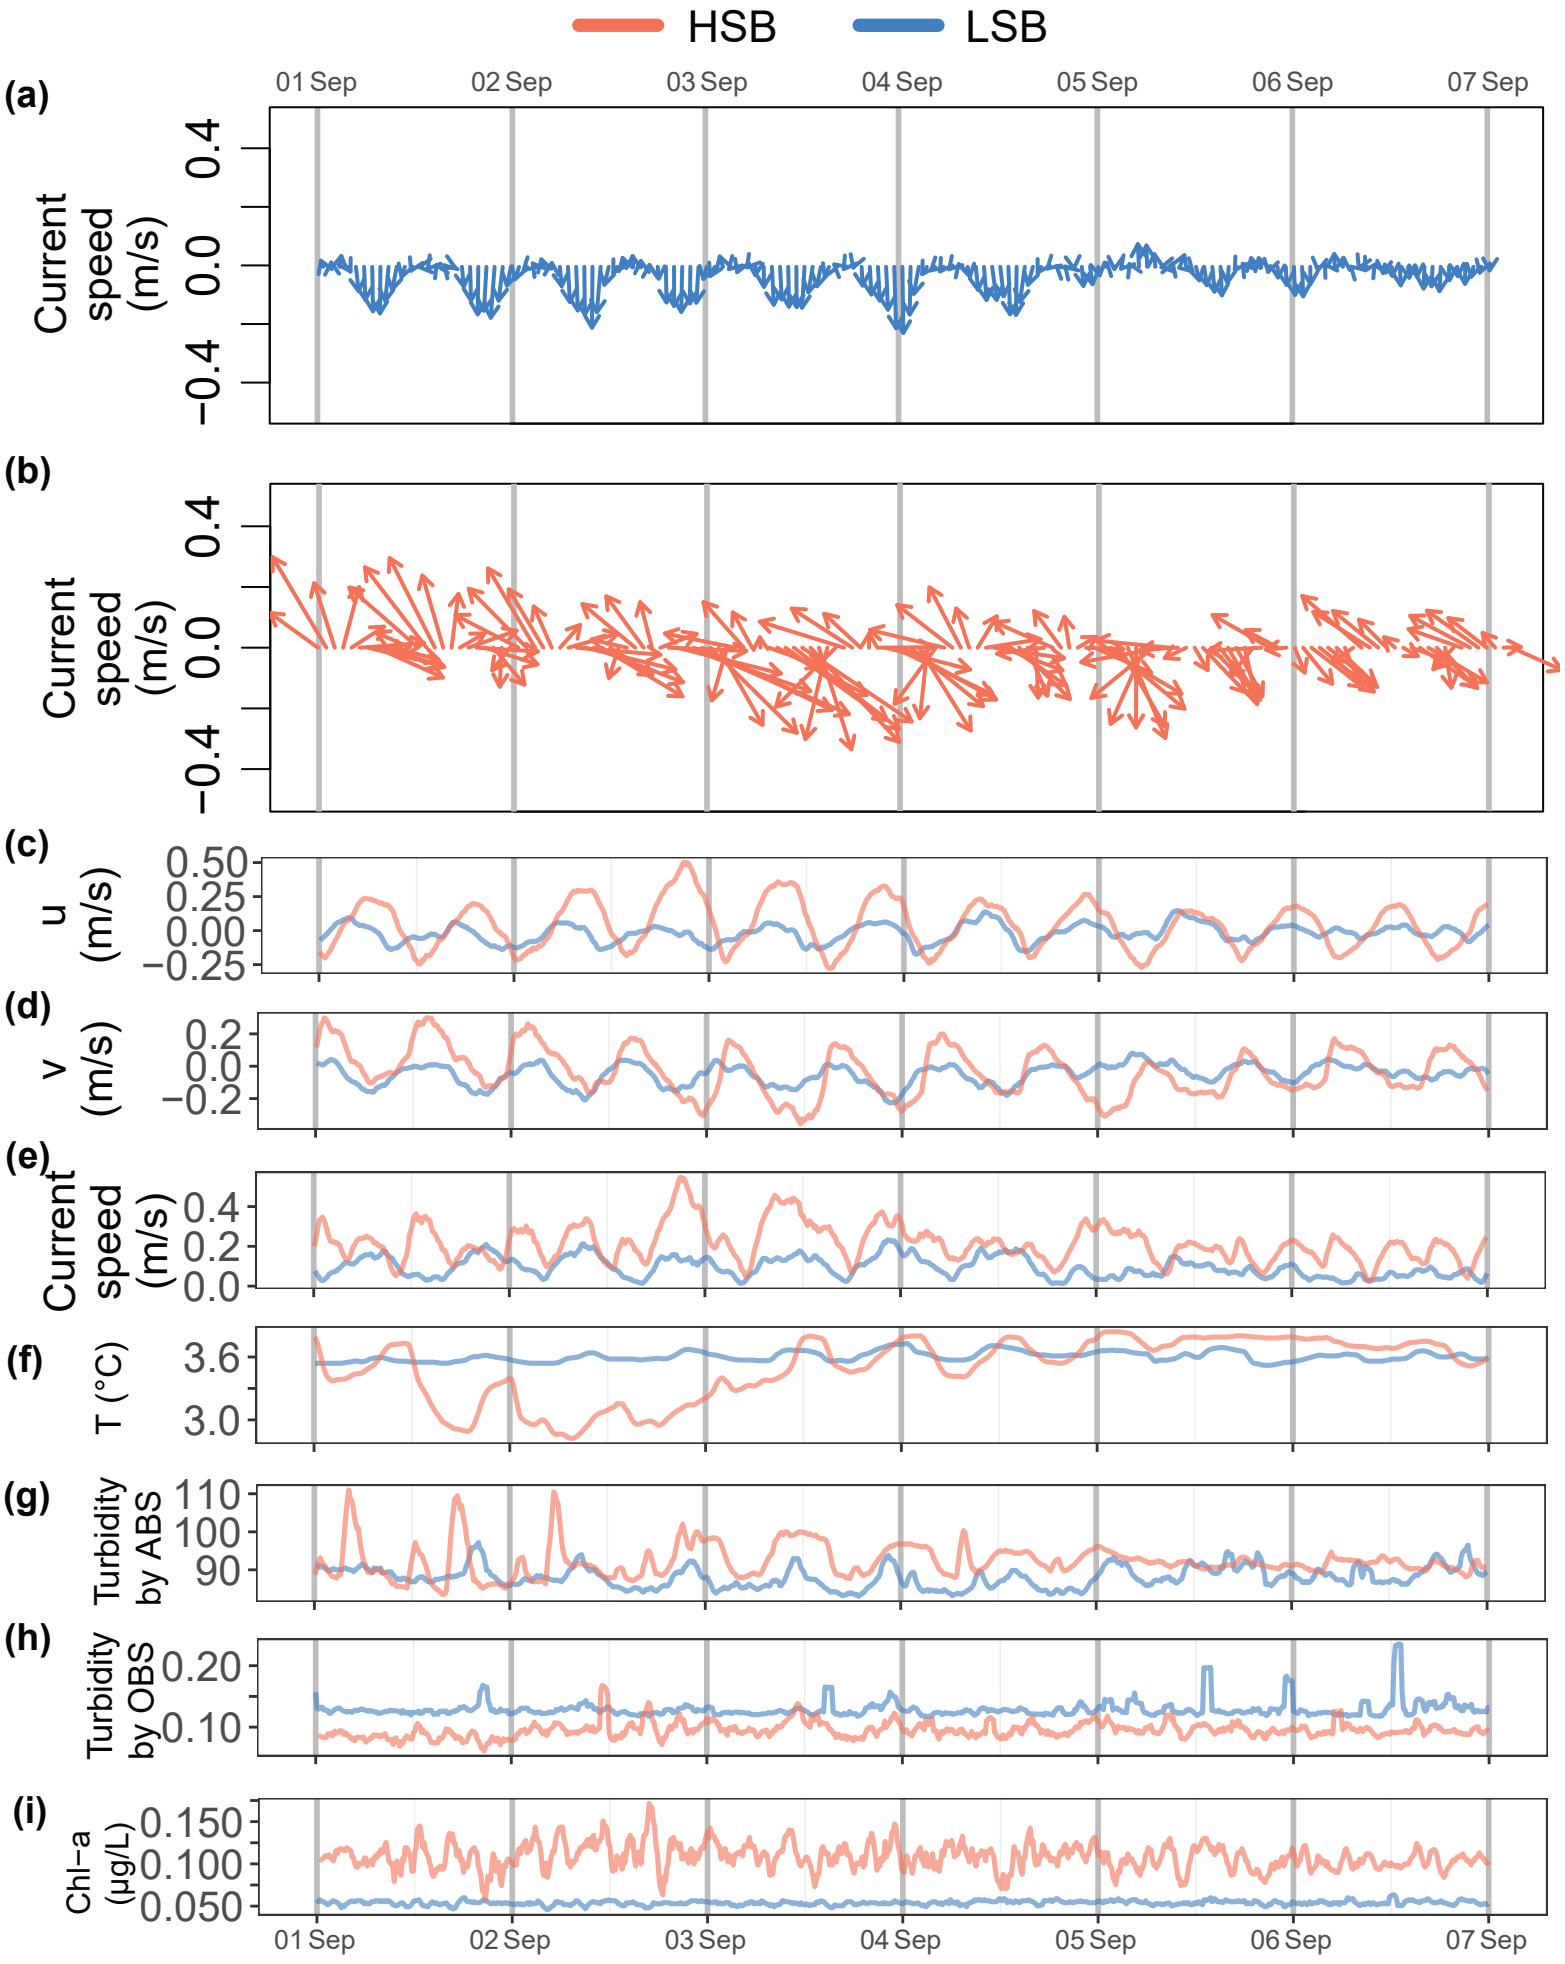 HSB LSB
01 Sep 02 Sep 03 Sep 04 Sep 05 Sep 06 Sep 07 Sep
(a)
Current
speed
(m/s)
0.4
0.0
−0.4
(b)
Current
speed
(m/s)
0.4
0.0
−0.4
(c)
u
(m/s)
0.50
0.25
0.00
−0.25
(d)
v
(m/s)
0.2
0.0
−0.2
(e)
Current
speed
(m/s)
0.4
0.2
0.0
(f)
T (°C)
3.6
3.0
(g)
Turbidity
by ABS
110
100
90
(h)
Turbidity
by OBS
0.20
0.10
(i)
Chl−a
(µg/L)
0.150
0.100
0.050
01 Sep 02 Sep 03 Sep 04 Sep 05 Sep 06 Sep 07 Sep